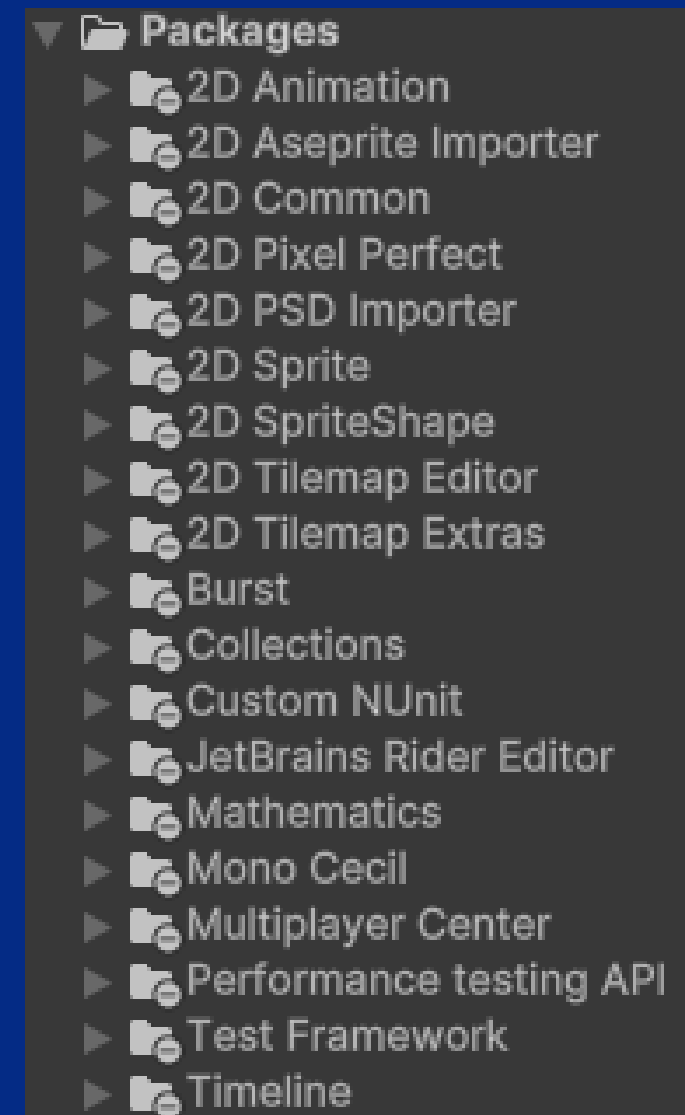 Packages
2D Animation
2D Aseprite Importer
2D Common
2D Pixel Perfect
2D PSD Importer
2D Sprite
2D SpriteShape
2D Tilemap Editor
2D Tilemap Extras
Burst
Collections
Custom NUnit
JetBrains Rider Editor
Mathematics
Mono Cecil
Multiplayer Center
Performance testing API
Test Framework
Timeline